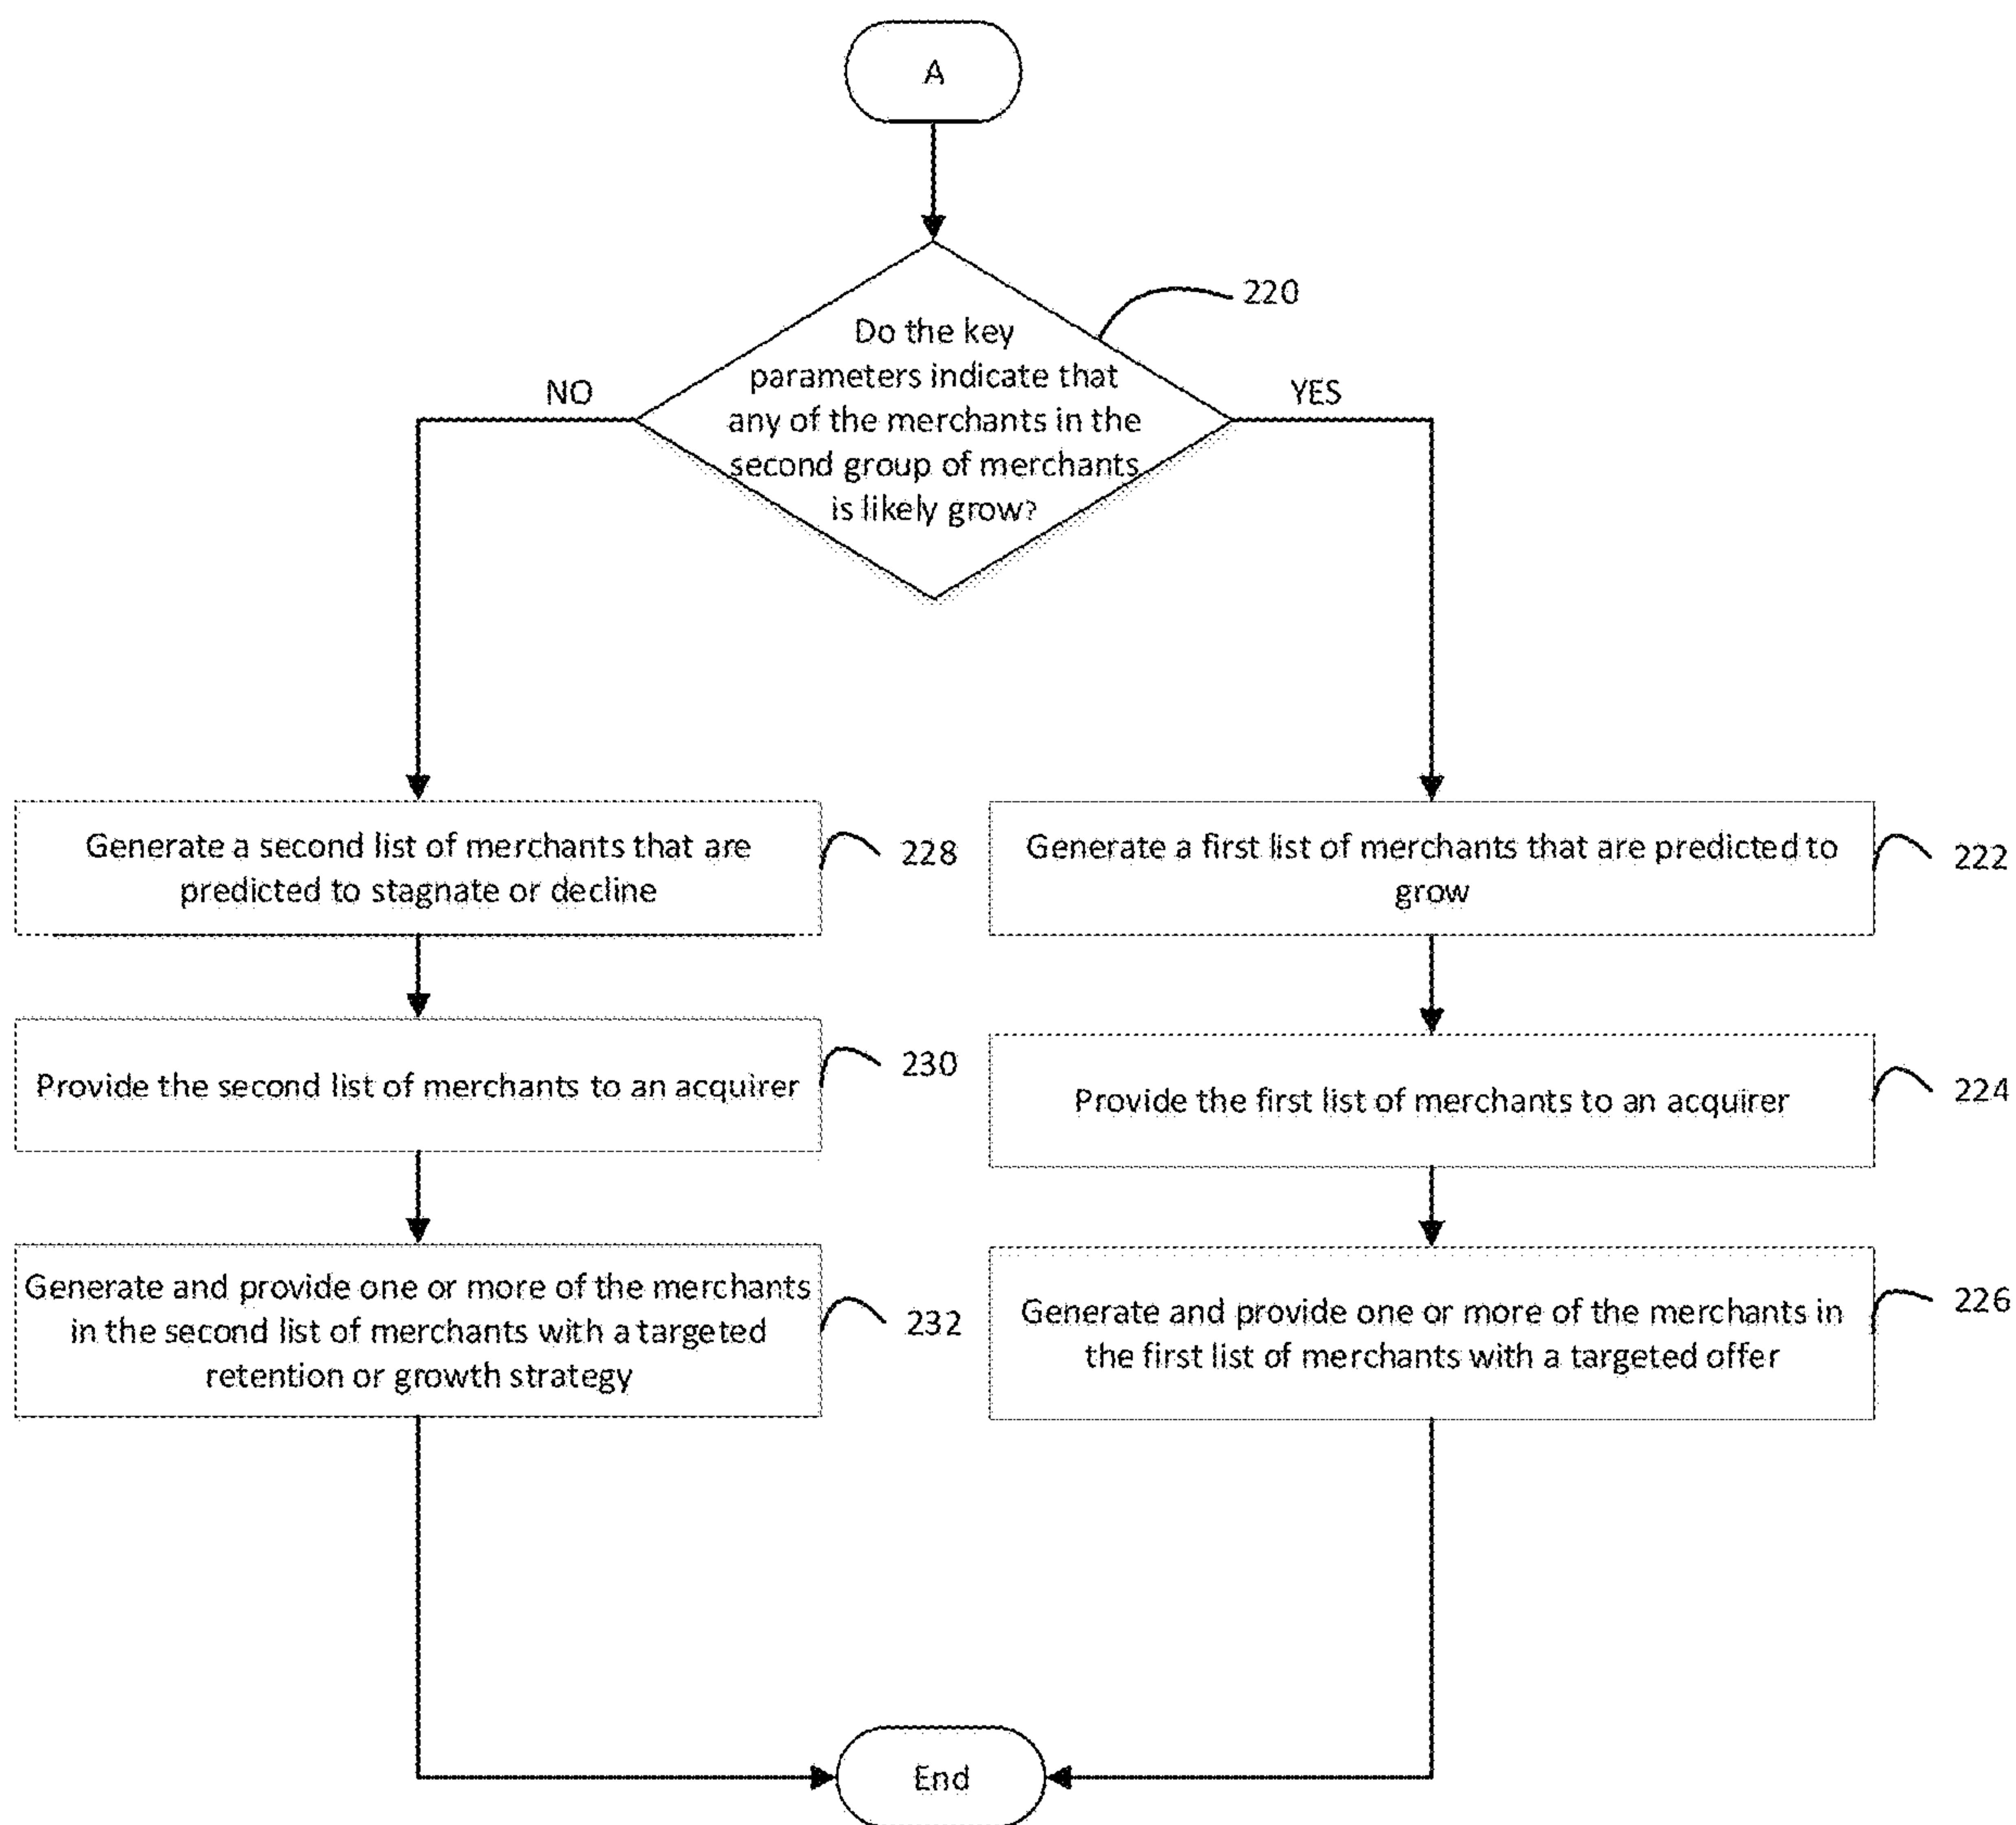 A
220
Do the key
parameters indicate that
any of the merchants in the
second group of merchants
is likely grow?
NO
YES
Generate a second list of merchants that are
predicted to stagnate or decline
228
Generate a first list of merchants that are predicted to
grow
222
Provide the second list of merchants to an acquirer
230
Provide the first list of merchants to an acquirer
224
Generate and provide one or more of the merchants
in the second list of merchants with a targeted
retention or growth strategy
232
Generate and provide one or more of the merchants in
the first list of merchants with a targeted offer
226
End